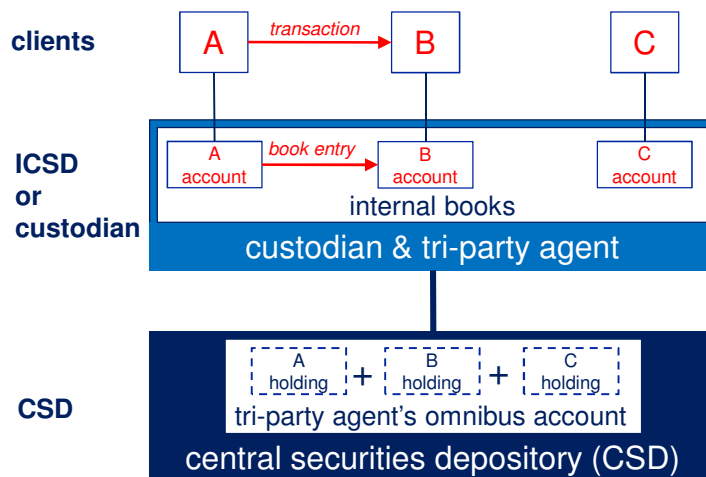 clients
A
transaction
B
C
ICSD
or
custodian
A
account
book entry
B
account
C
account
internal books
custodian & tri-party agent
CSD
A
holding
+
B
holding
+
C
holding
tri-party agent's omnibus account
central securities depository (CSD)